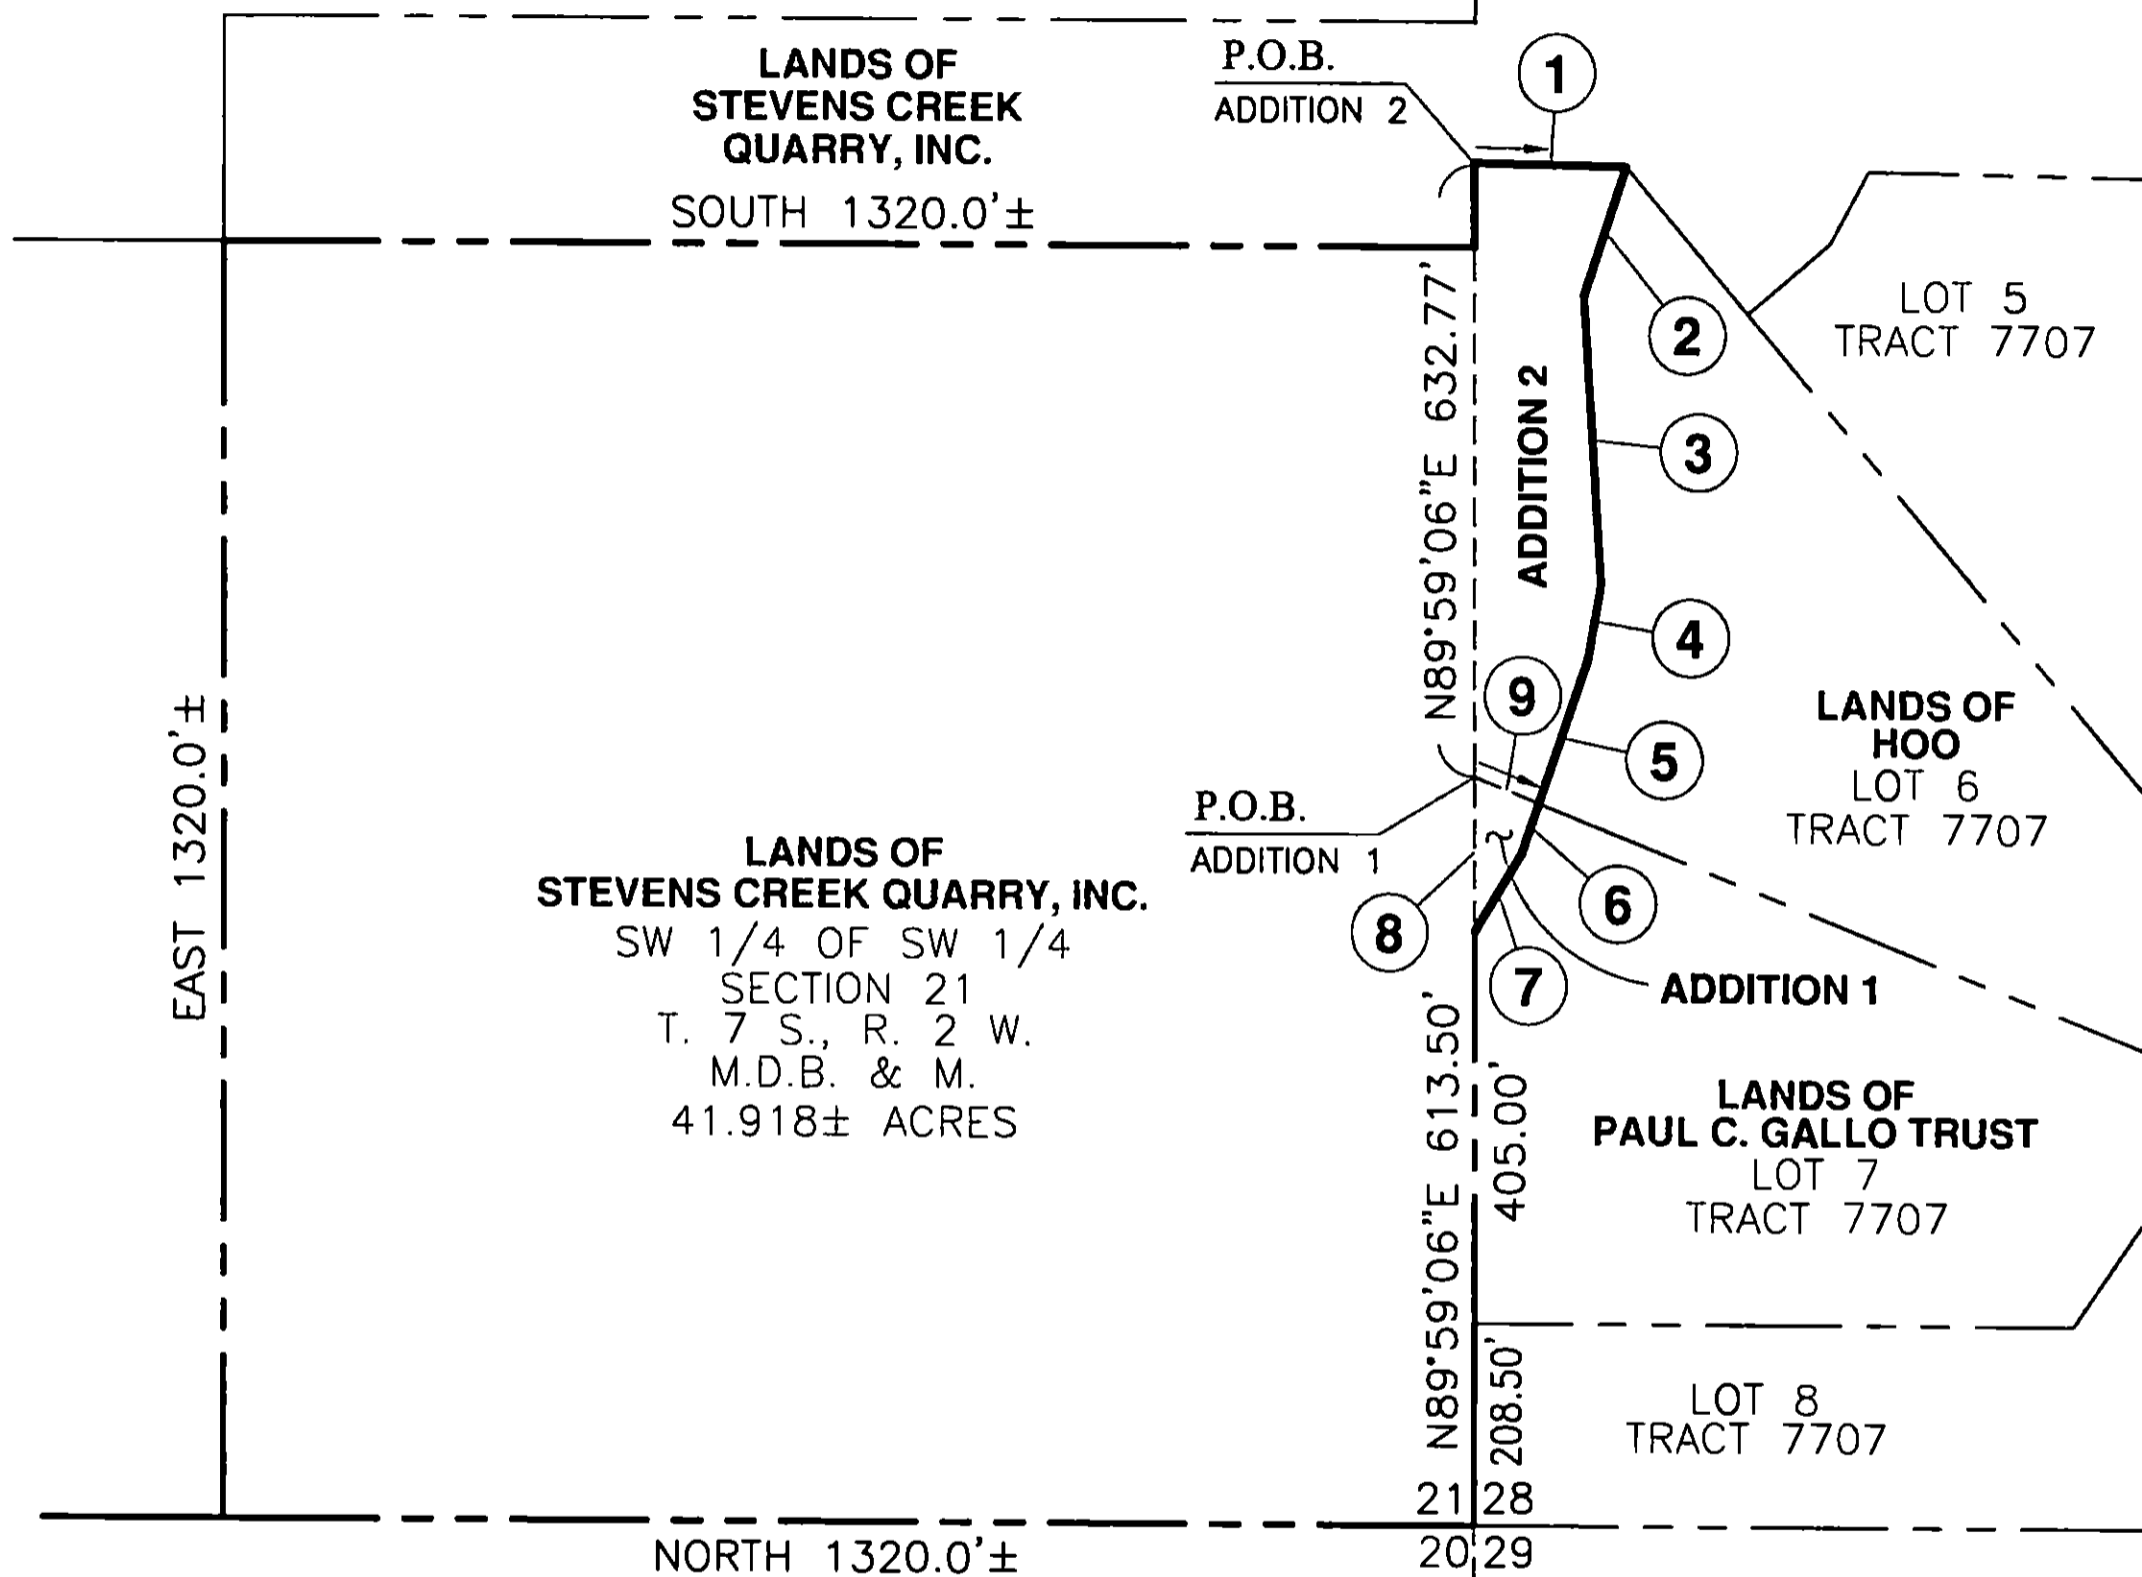 LANDS OF
STEVENS CREEK
QUARRY, INC.
SOUTH 1320.0'±
P.O.B.
ADDITION 2
1
LOT 5
TRACT 7707
2
3
4
5
6
7
8
9
N89°59'06"E 632.77'
ADDITION 2
LANDS OF
HOO
LOT 6
TRACT 7707
P.O.B.
ADDITION 1
EAST 1320.0'±
LANDS OF
STEVENS CREEK QUARRY, INC.
SW 1/4 OF SW 1/4
SECTION 21
T. 7 S., R. 2 W.
M.D.B. & M.
41.918± ACRES
ADDITION 1
N89°59'06"E 613.50'
405.00'
LANDS OF
PAUL C. GALLO TRUST
LOT 7
TRACT 7707
208.50'
LOT 8
TRACT 7707
21 28
20 29
NORTH 1320.0'±